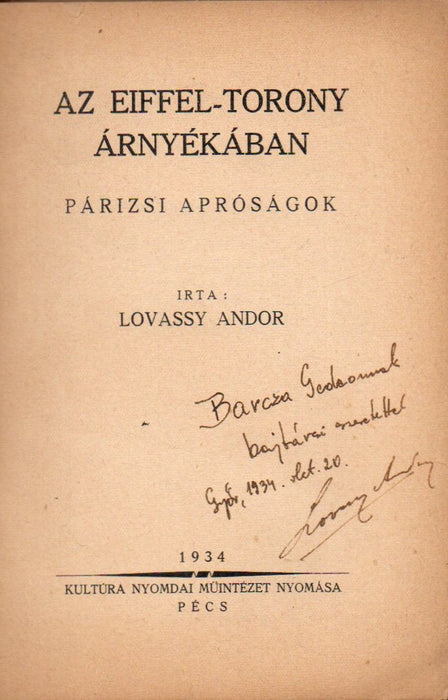 AZ EIFFEL-TORONY
ÁRNYÉKÁBAN
PÁRIZSI APRÓSÁGOK
IRTA:
LOVASSY ANDOR
Barcza Gedeonnak
bajtársi szeretettel
Győr, 1934. okt. 20.
Lovassy Andor
1934
KULTÚRA NYOMDAI MŰINTÉZET NYOMÁSA
PÉCS